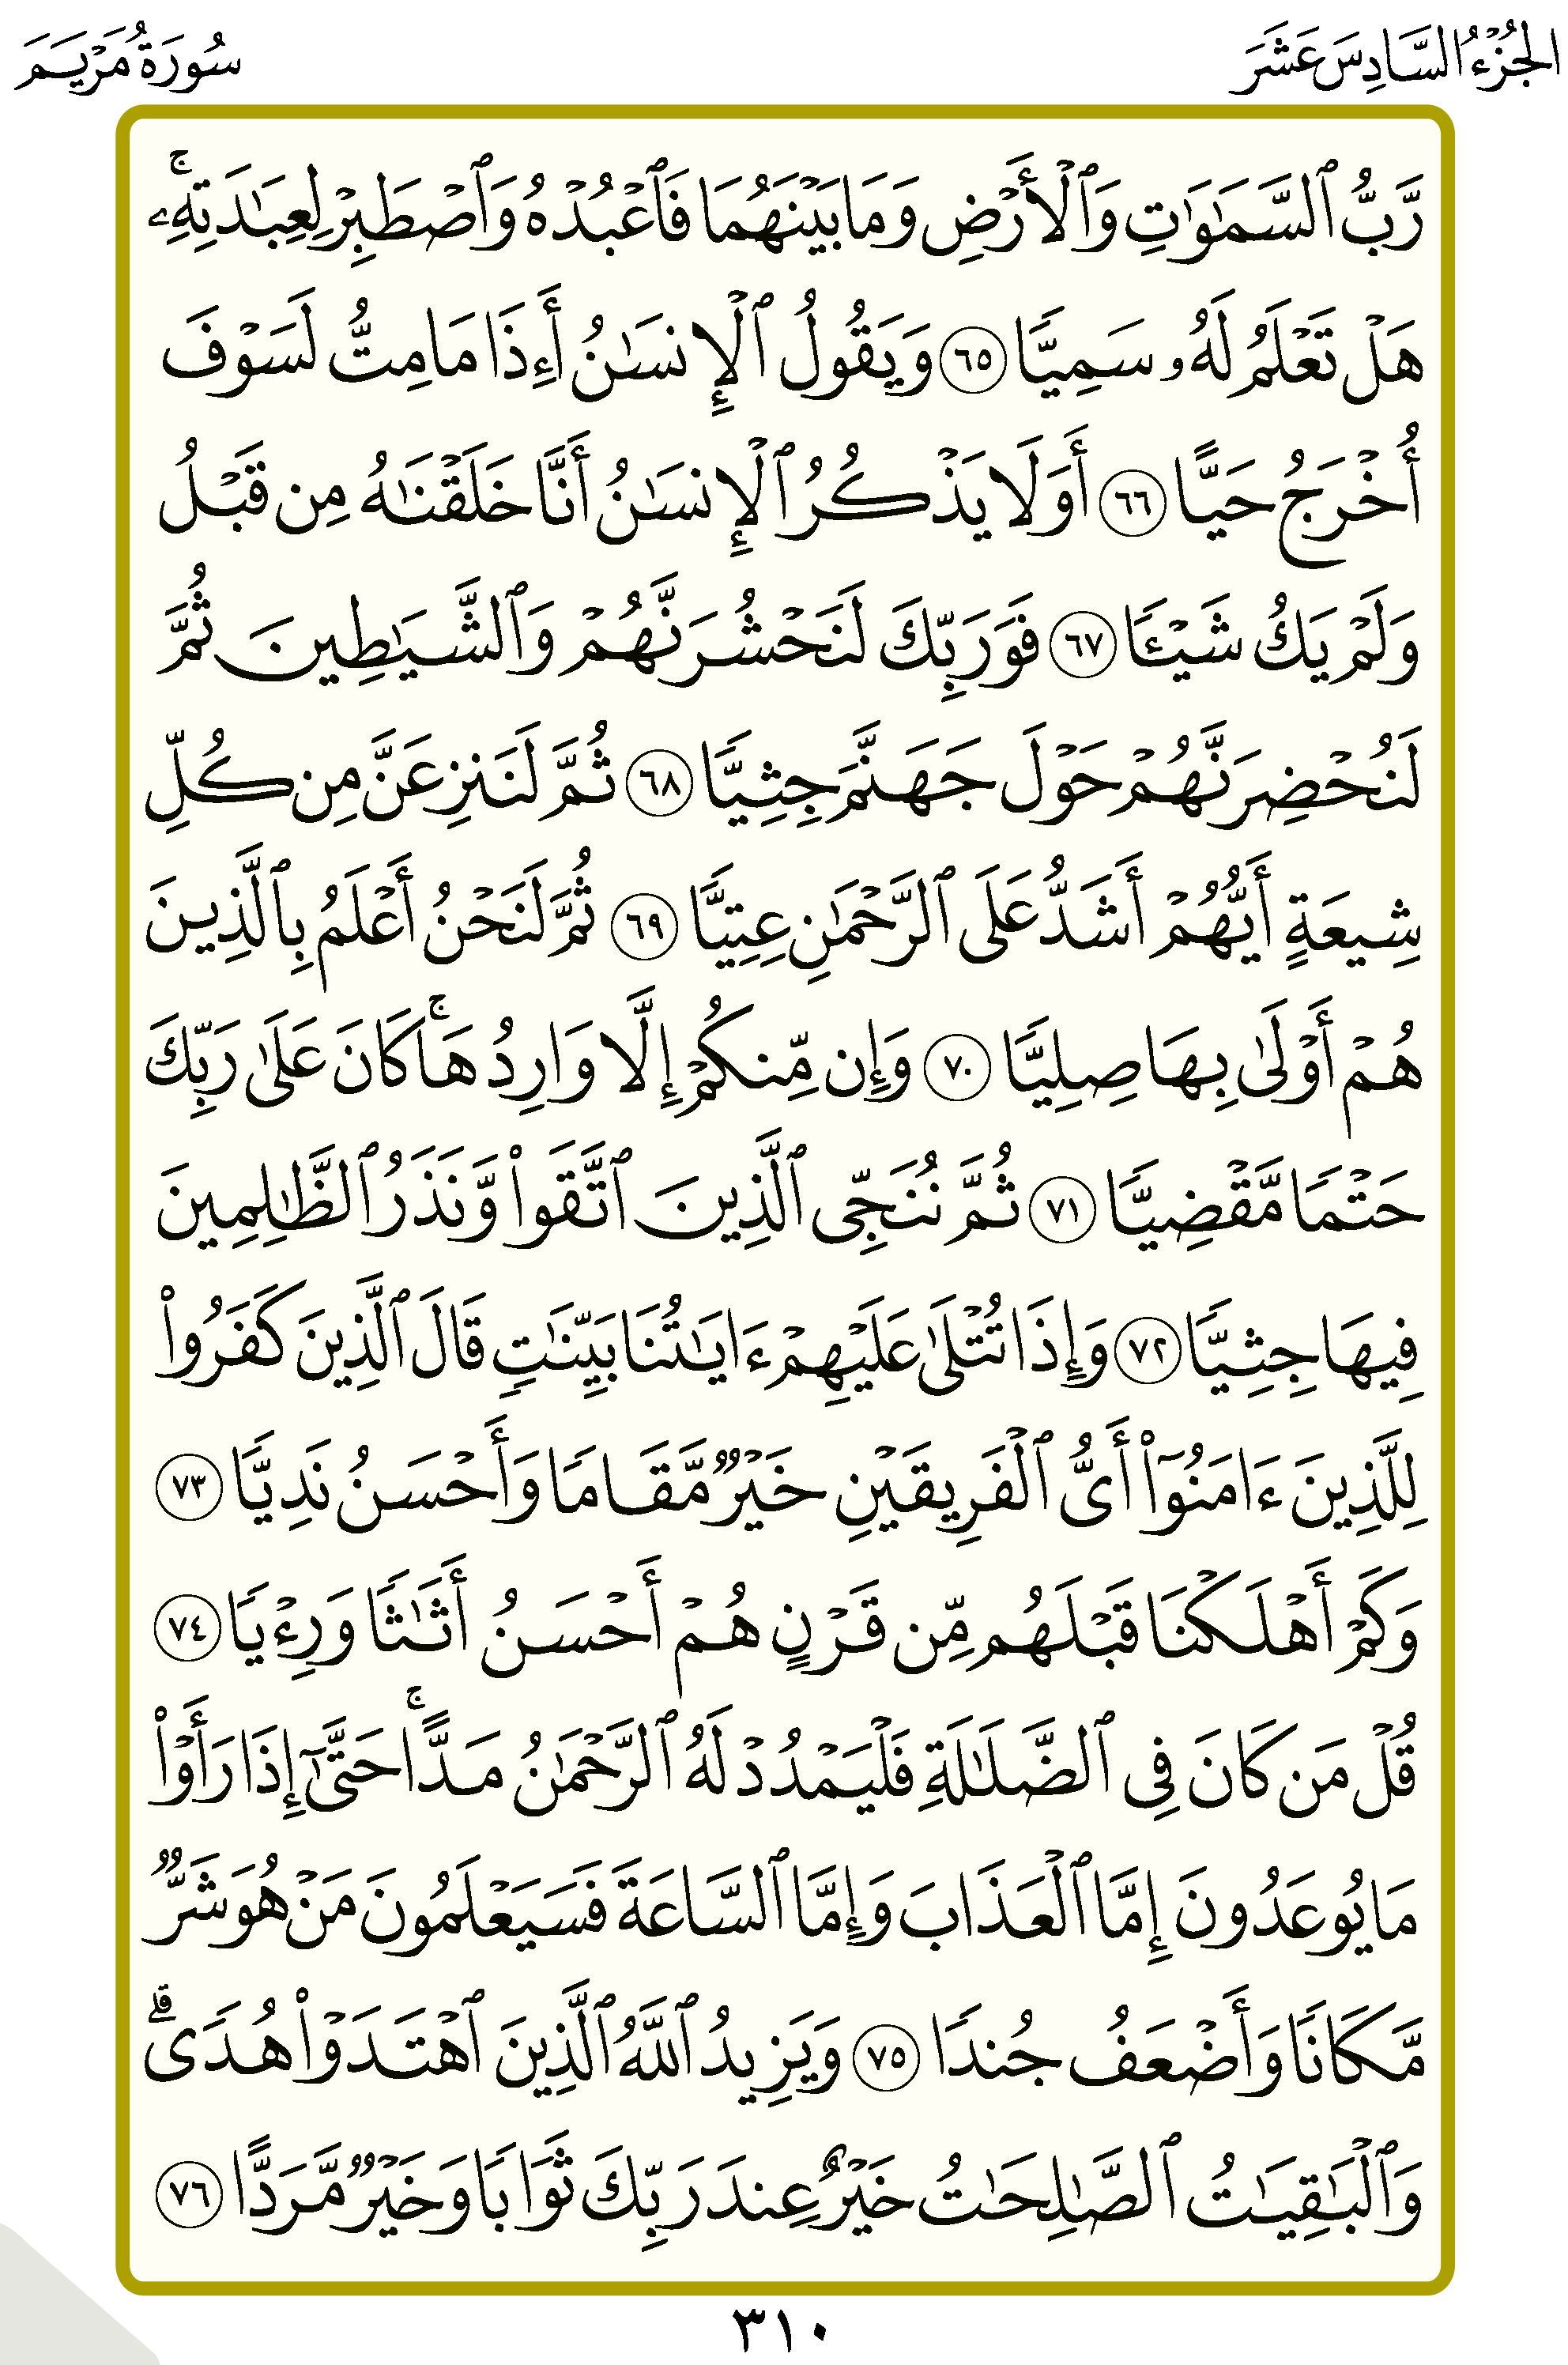 الجُزْءُ السَّادِسَ عَشَرَ
سُورَةُ مَرْيَمَ
رَّبُّ ٱلسَّمَٰوَٰتِ وَٱلْأَرْضِ وَمَا بَيْنَهُمَا فَٱعْبُدْهُ وَٱصْطَبِرْ لِعِبَٰدَتِهِۦۚ
هَلْ تَعْلَمُ لَهُۥ سَمِيًّا ٦٥ وَيَقُولُ ٱلْإِنسَٰنُ أَءِذَا مَا مِتُّ لَسَوْفَ
أُخْرَجُ حَيًّا ٦٦ أَوَلَا يَذْكُرُ ٱلْإِنسَٰنُ أَنَّا خَلَقْنَٰهُ مِن قَبْلُ
وَلَمْ يَكُ شَيْـًٔا ٦٧ فَوَرَبِّكَ لَنَحْشُرَنَّهُمْ وَٱلشَّيَٰطِينَ ثُمَّ
لَنُحْضِرَنَّهُمْ حَوْلَ جَهَنَّمَ جِثِيًّا ٦٨ ثُمَّ لَنَنزِعَنَّ مِن كُلِّ
شِيعَةٍ أَيُّهُمْ أَشَدُّ عَلَى ٱلرَّحْمَٰنِ عِتِيًّا ٦٩ ثُمَّ لَنَحْنُ أَعْلَمُ بِٱلَّذِينَ
هُمْ أَوْلَىٰ بِهَا صِلِيًّا ٧٠ وَإِن مِّنكُمْ إِلَّا وَارِدُهَاۚ كَانَ عَلَىٰ رَبِّكَ
حَتْمًا مَّقْضِيًّا ٧١ ثُمَّ نُنَجِّى ٱلَّذِينَ ٱتَّقَوا۟ وَّنَذَرُ ٱلظَّٰلِمِينَ
فِيهَا جِثِيًّا ٧٢ وَإِذَا تُتْلَىٰ عَلَيْهِمْ ءَايَٰتُنَا بَيِّنَٰتٍ قَالَ ٱلَّذِينَ كَفَرُوا۟
لِلَّذِينَ ءَامَنُوٓا۟ أَىُّ ٱلْفَرِيقَيْنِ خَيْرٌ مَّقَامًا وَأَحْسَنُ نَدِيًّا ٧٣
وَكَمْ أَهْلَكْنَا قَبْلَهُم مِّن قَرْنٍ هُمْ أَحْسَنُ أَثَٰثًا وَرِءْيًا ٧٤
قُلْ مَن كَانَ فِى ٱلضَّلَٰلَةِ فَلْيَمْدُدْ لَهُ ٱلرَّحْمَٰنُ مَدًّاۚ حَتَّىٰٓ إِذَا رَأَوْا۟
مَا يُوعَدُونَ إِمَّا ٱلْعَذَابَ وَإِمَّا ٱلسَّاعَةَ فَسَيَعْلَمُونَ مَنْ هُوَ شَرٌّ
مَّكَانًا وَأَضْعَفُ جُندًا ٧٥ وَيَزِيدُ ٱللَّهُ ٱلَّذِينَ ٱهْتَدَوْا۟ هُدًىۗ
وَٱلْبَٰقِيَٰتُ ٱلصَّٰلِحَٰتُ خَيْرٌ عِندَ رَبِّكَ ثَوَابًا وَخَيْرٌ مَّرَدًّا ٧٦
٣١٠